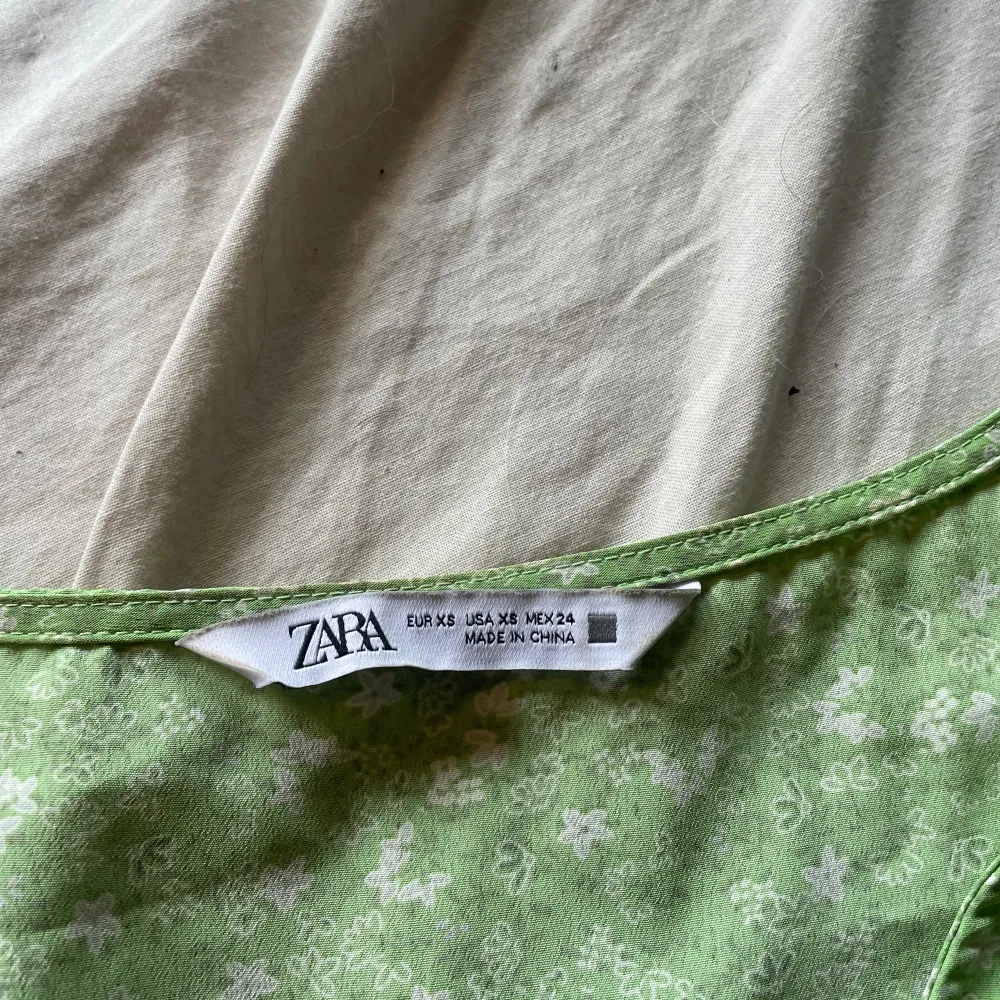 ZARA
EUR XS USA XS MEX 24
MADE IN CHINA